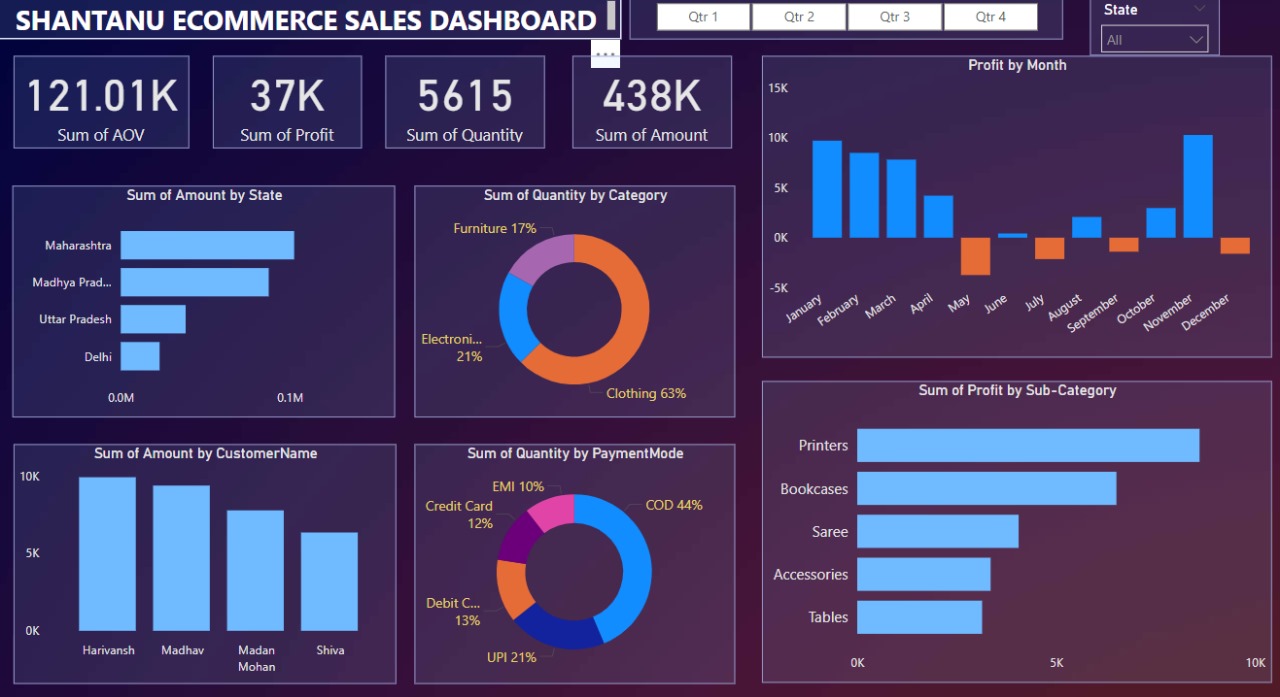 SHANTANU ECOMMERCE SALES DASHBOARD
Qtr 1
Qtr 2
Qtr 3
Qtr 4
State
All
121.01K
Sum of AOV
37K
Sum of Profit
5615
Sum of Quantity
438K
Sum of Amount
Profit by Month
15K
10K
5K
0K
-5K
January
February
March
April
May
June
July
August
September
October
November
December
Sum of Amount by State
Maharashtra
Madhya Prad...
Uttar Pradesh
Delhi
0.0M
0.1M
Sum of Quantity by Category
Furniture 17%
Electroni...
21%
Clothing 63%
Sum of Profit by Sub-Category
Printers
Bookcases
Saree
Accessories
Tables
0K
5K
10K
Sum of Amount by CustomerName
10K
5K
0K
Harivansh
Madhav
Madan
Mohan
Shiva
Sum of Quantity by PaymentMode
EMI 10%
Credit Card
12%
COD 44%
Debit C...
13%
UPI 21%